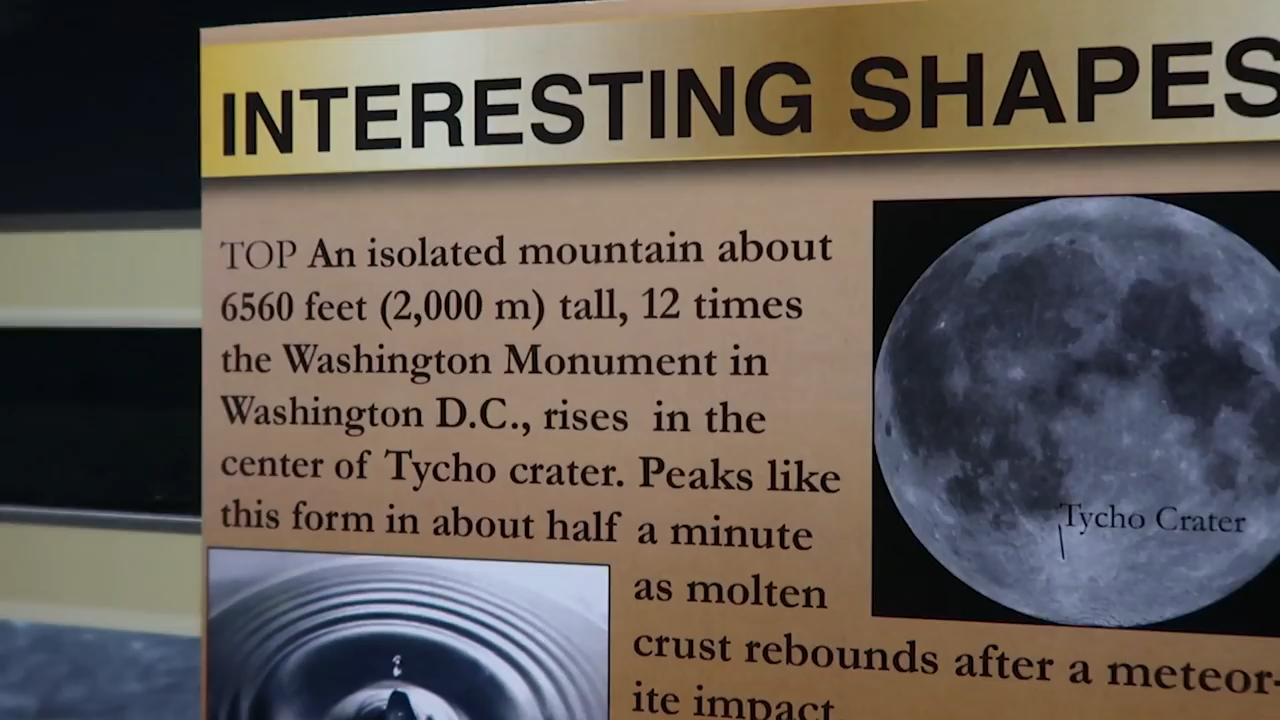 INTERESTING SHAPES
TOP An isolated mountain about
6560 feet (2,000 m) tall, 12 times
the Washington Monument in
Washington D.C., rises in the
center of Tycho crater. Peaks like
this form in about half a minute
as molten
crust rebounds after a meteor-
ite impact
Tycho Crater